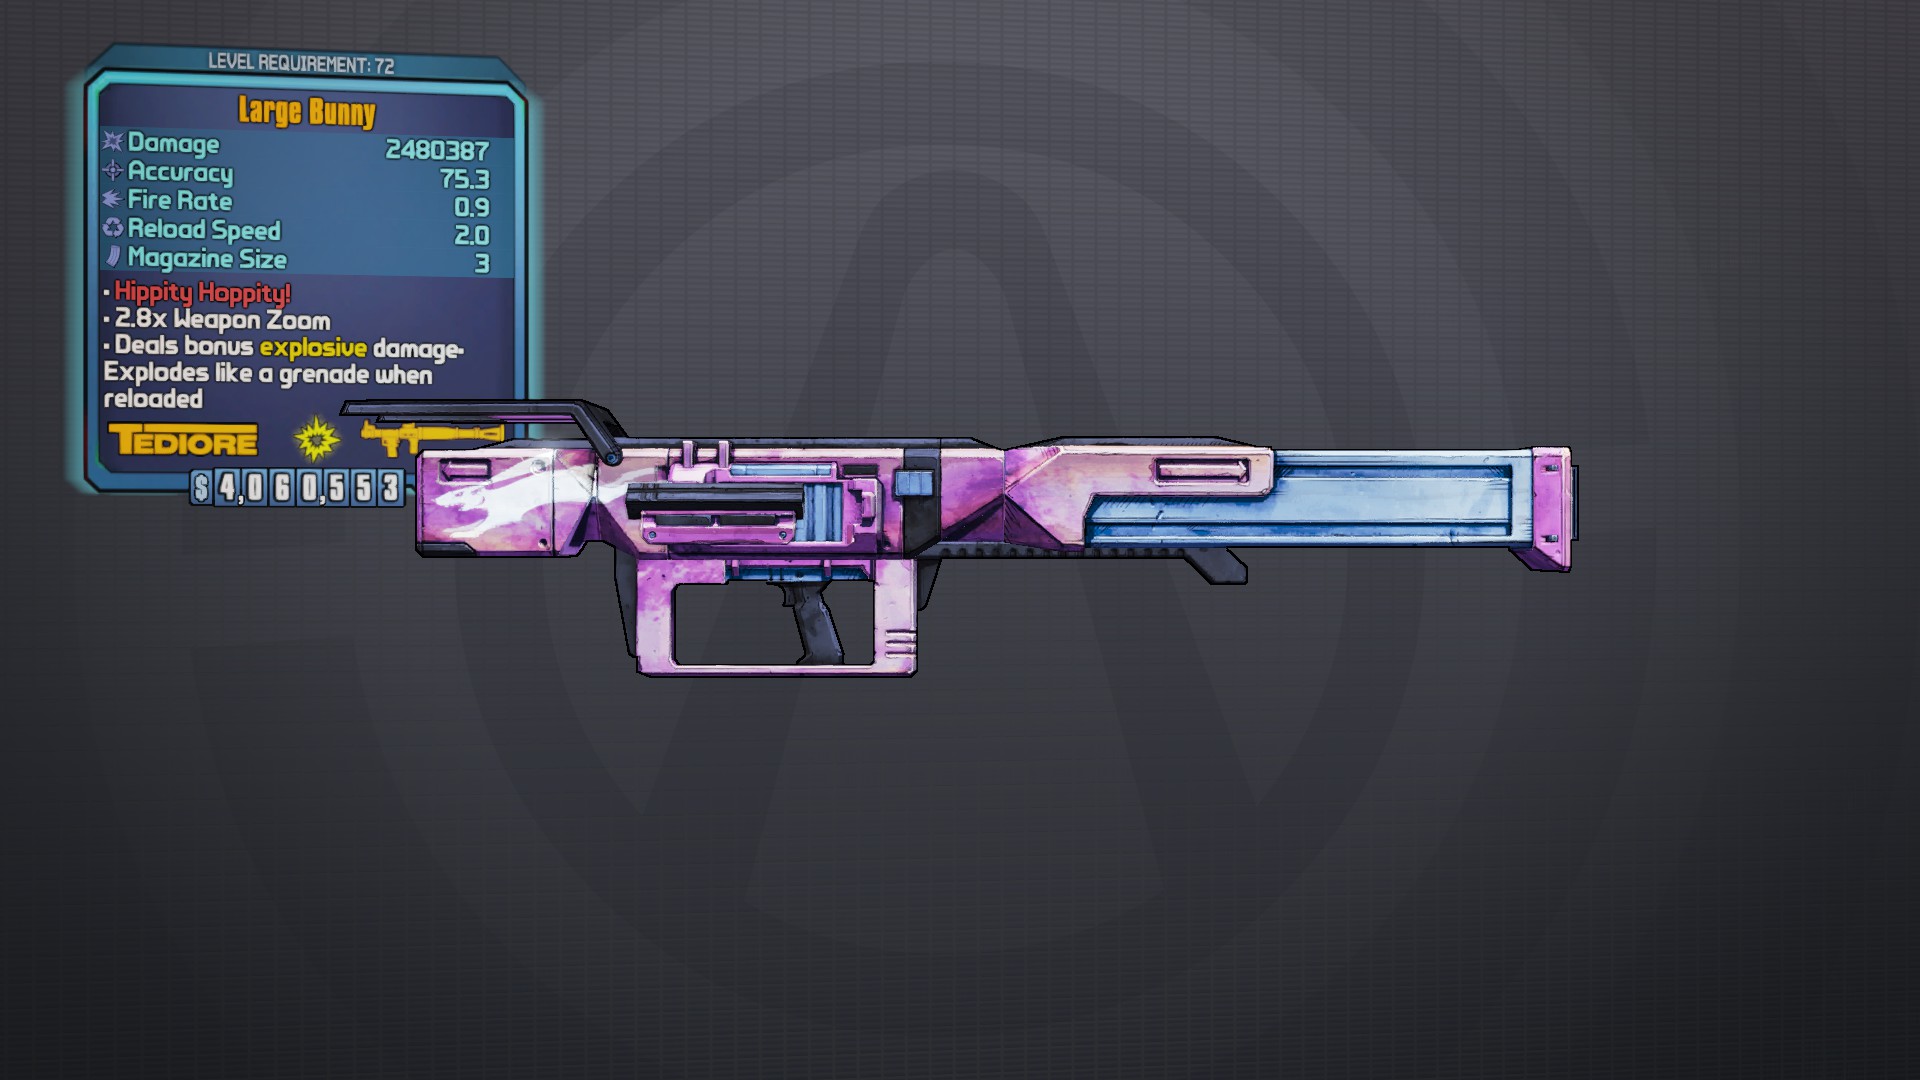 LEVEL REQUIREMENT: 72
Large Bunny
Damage 2480387
Accuracy 75.3
Fire Rate 0.9
Reload Speed 2.0
Magazine Size 3
• Hippity Hoppity!
• 2.8x Weapon Zoom
• Deals bonus explosive damage•
Explodes like a grenade when
reloaded
TEDIORE
$ 4,060,553